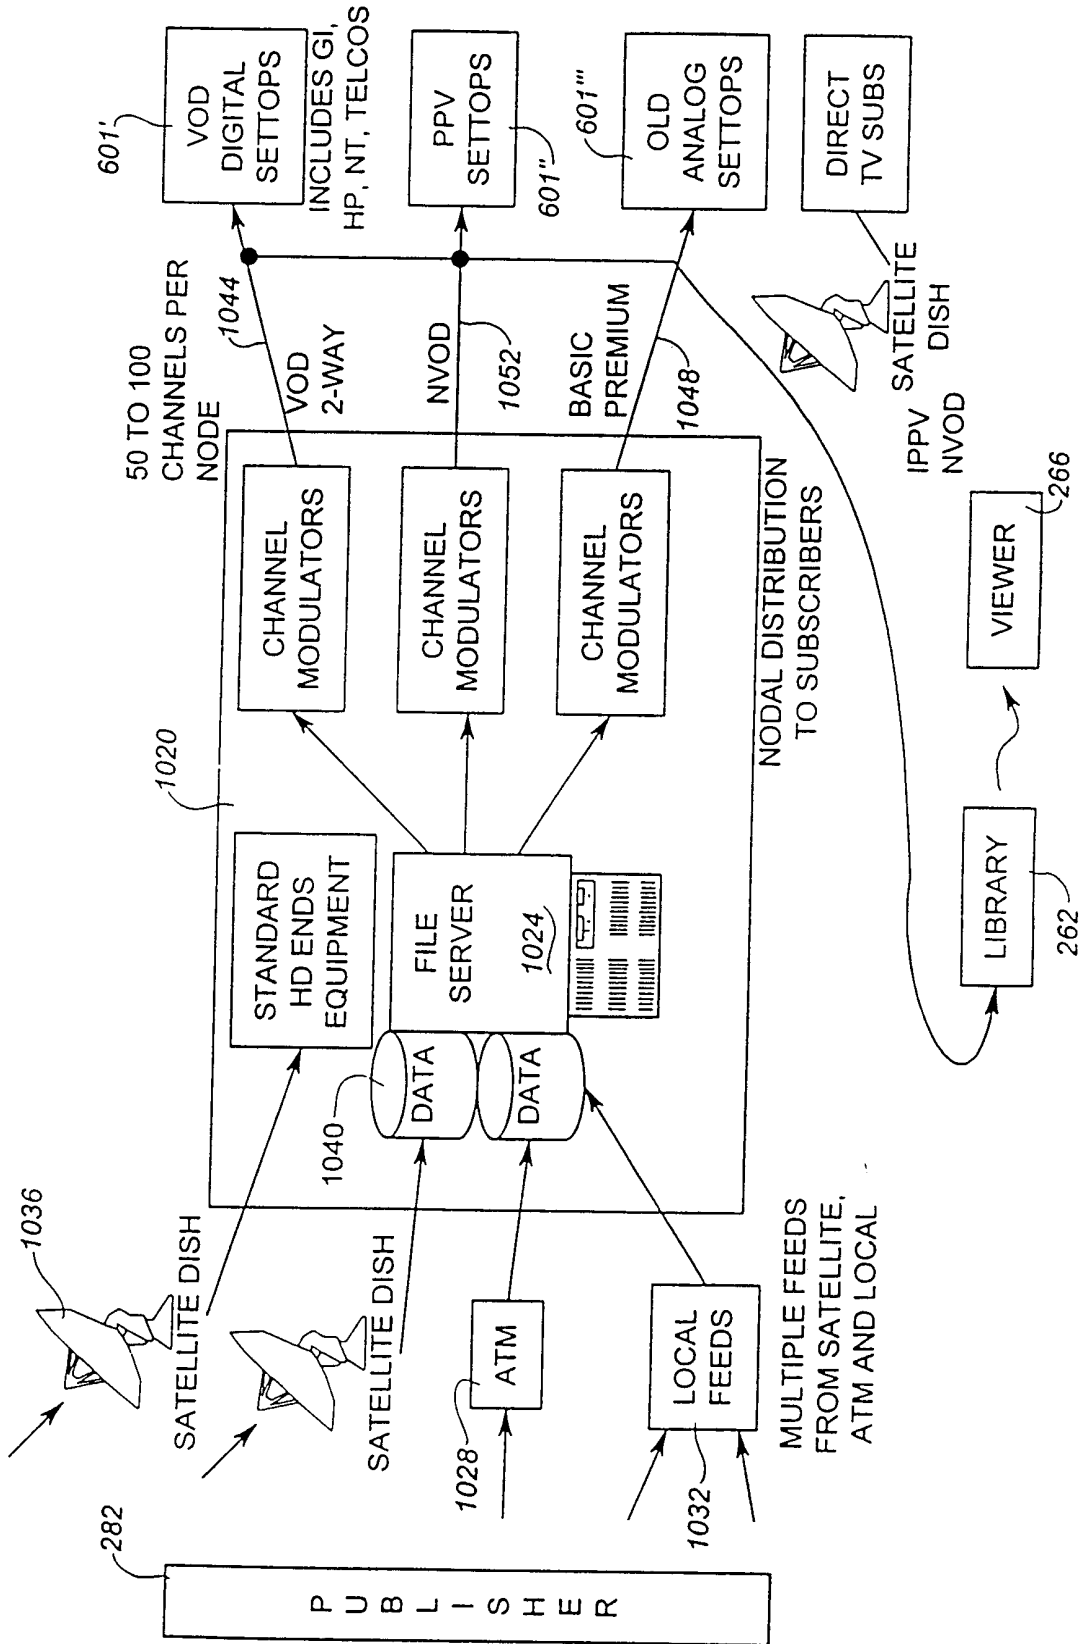 282
PUBLISHER
1036
SATELLITE DISH
SATELLITE DISH
1028
ATM
1032
LOCAL
FEEDS
MULTIPLE FEEDS
FROM SATELLITE,
ATM AND LOCAL
1020
STANDARD
HD ENDS
EQUIPMENT
1040
DATA
DATA
FILE
SERVER
1024
CHANNEL
MODULATORS
CHANNEL
MODULATORS
CHANNEL
MODULATORS
NODAL DISTRIBUTION
TO SUBSCRIBERS
50 TO 100
CHANNELS PER
NODE
1044
VOD
2-WAY
NVOD
1052
BASIC
PREMIUM
1048
601'
VOD
DIGITAL
SETTOPS
INCLUDES GI,
HP, NT, TELCOS
PPV
SETTOPS
601"
601'"
OLD
ANALOG
SETTOPS
DIRECT
TV SUBS
SATELLITE
DISH
IPPV
NVOD
LIBRARY
262
VIEWER
266